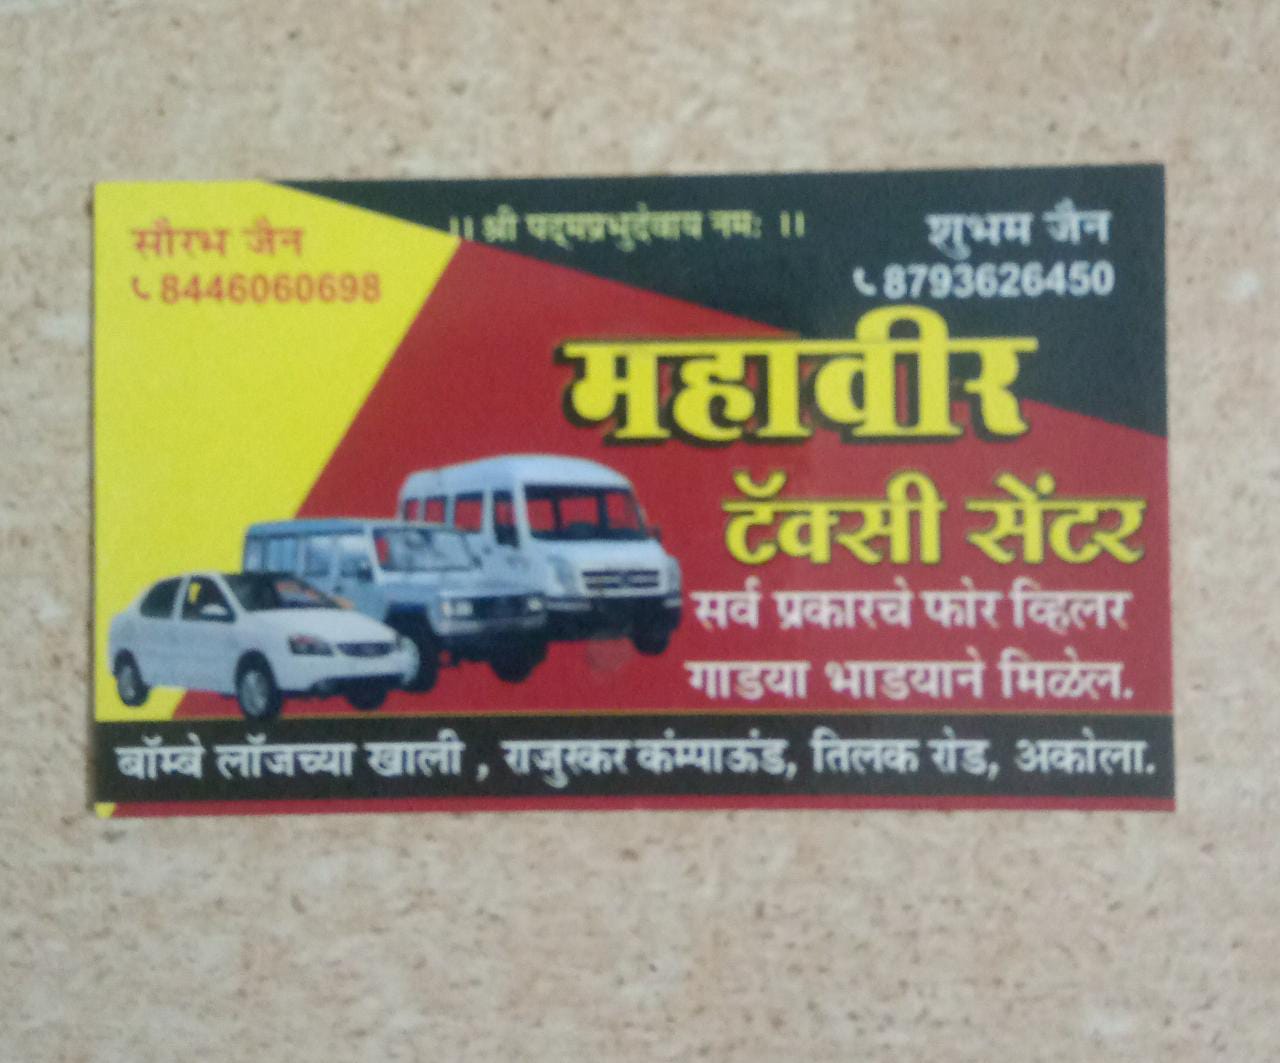 ।। श्री पद्मप्रभुदेवाय नमः ।।
सौरभ जैन
8446060698
शुभम जैन
8793626450
महावीर
टॅक्सी सेंटर
सर्व प्रकारचे फोर व्हिलर
गाडया भाडयाने मिळेल.
बॉम्बे लॉजच्या खाली , राजुस्कर कंम्पाऊंड, तिलक रोड, अकोला.